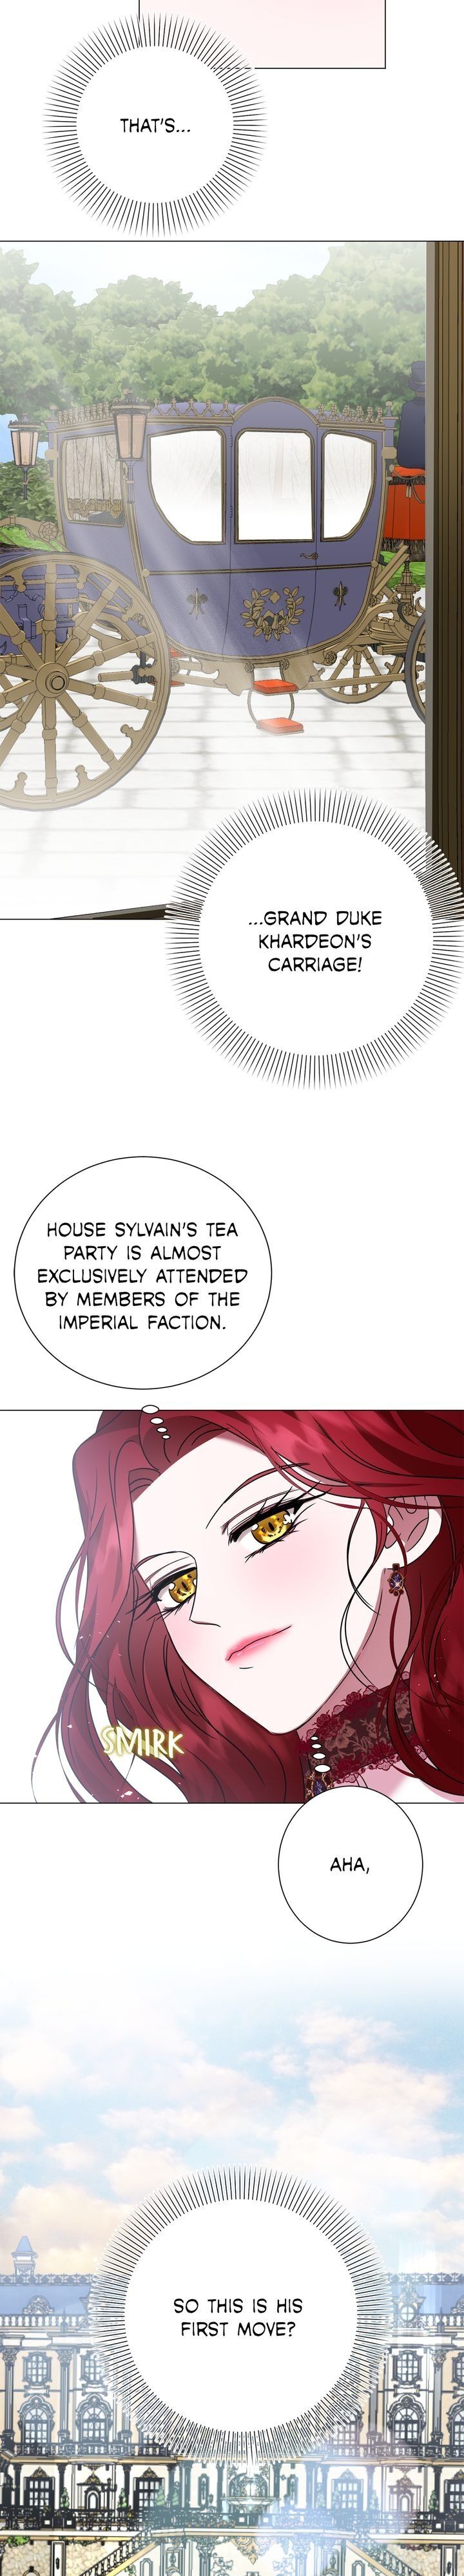 THAT'S...
...GRAND DUKE
KHARDEON'S
CARRIAGE!
HOUSE SYLVAIN'S TEA
PARTY IS ALMOST
EXCLUSIVELY ATTENDED
BY MEMBERS OF THE
IMPERIAL FACTION.
SMIRK
AHA,
SO THIS IS HIS
FIRST MOVE?